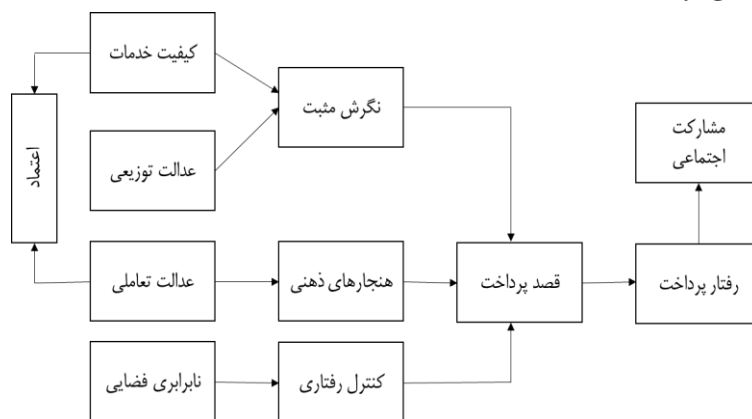 کیفیت خدمات
نگرش مثبت
مشارکت
اجتماعی
اعتماد
عدالت توزیعی
عدالت تعاملی
هنجارهای ذهنی
قصد پرداخت
رفتار پرداخت
نابرابری فضایی
کنترل رفتاری